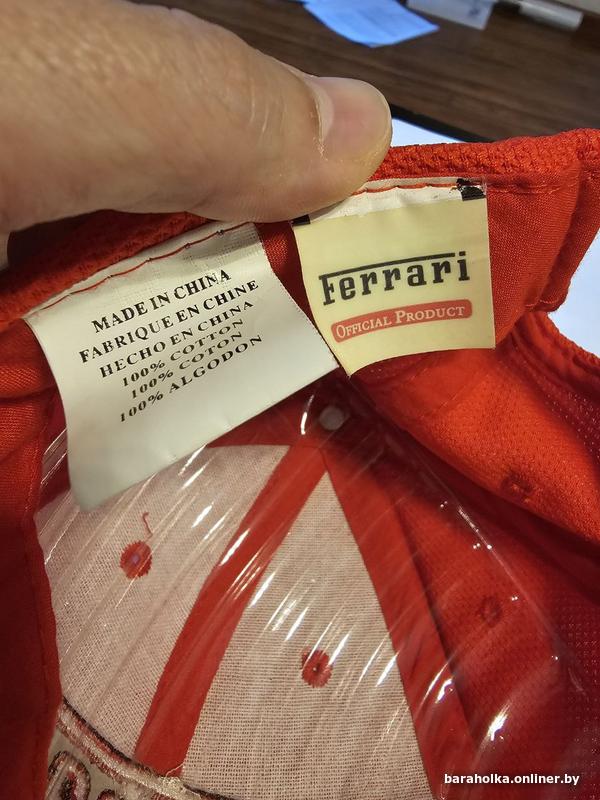 MADE IN CHINA
FABRIQUE EN CHINE
HECHO EN CHINA
100% COTTON
100% COTON
100% ALGODON
Ferrari
OFFICIAL PRODUCT
baraholka.onliner.by